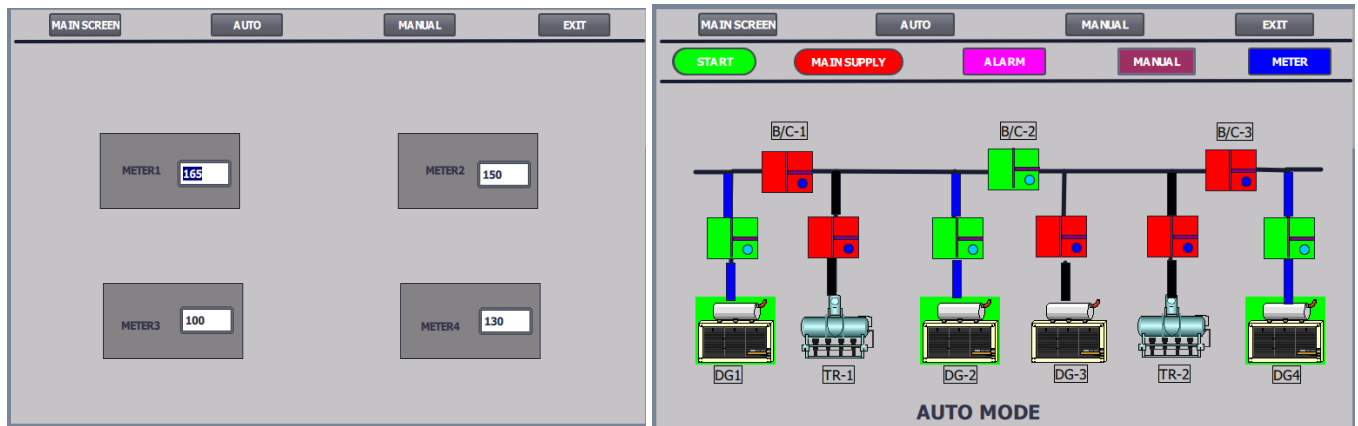 MAIN SCREEN AUTO MANUAL EXIT
METER1 165
METER2 150
METER3 100
METER4 130
MAIN SCREEN AUTO MANUAL EXIT
START MAIN SUPPLY ALARM MANUAL METER
B/C-1 B/C-2 B/C-3
DG1 TR-1 DG-2 DG-3 TR-2 DG4
AUTO MODE